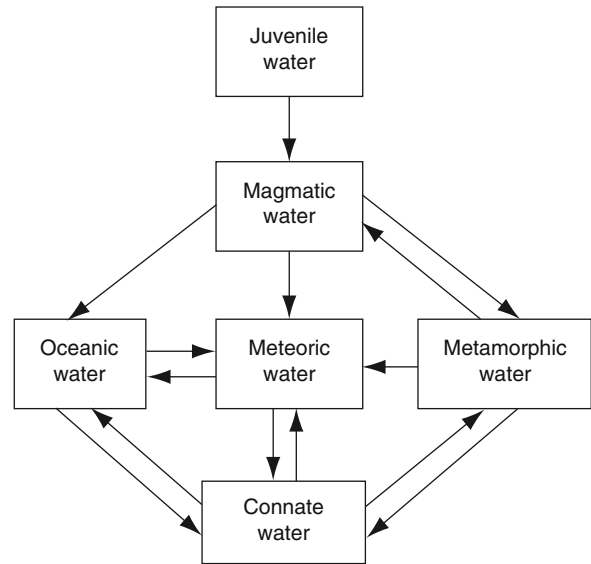 Juvenile
water
Magmatic
water
Oceanic
water
Meteoric
water
Metamorphic
water
Connate
water